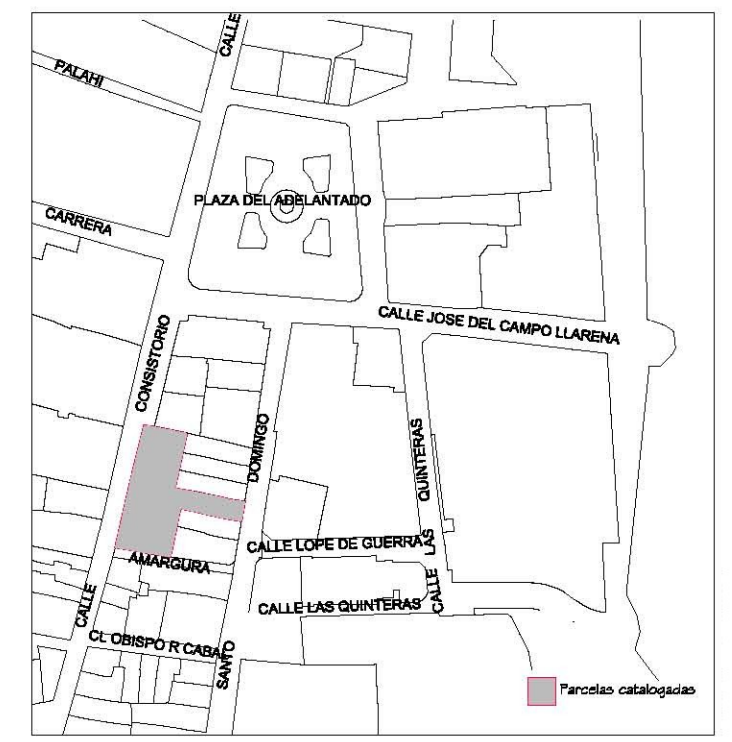 CALLE
PALAHI
PLAZA DEL ADELANTADO
CARRERA
CALLE JOSE DEL CAMPO LLARENA
CONSISTORIO
DOMINGO
QUINTERAS
LAS
CALLE
CALLE LOPE DE GUERRA
AMARGURA
CALLE
CALLE LAS QUINTERAS
CL OBISPO R CABAL
SANTO
Parcelas catalogadas